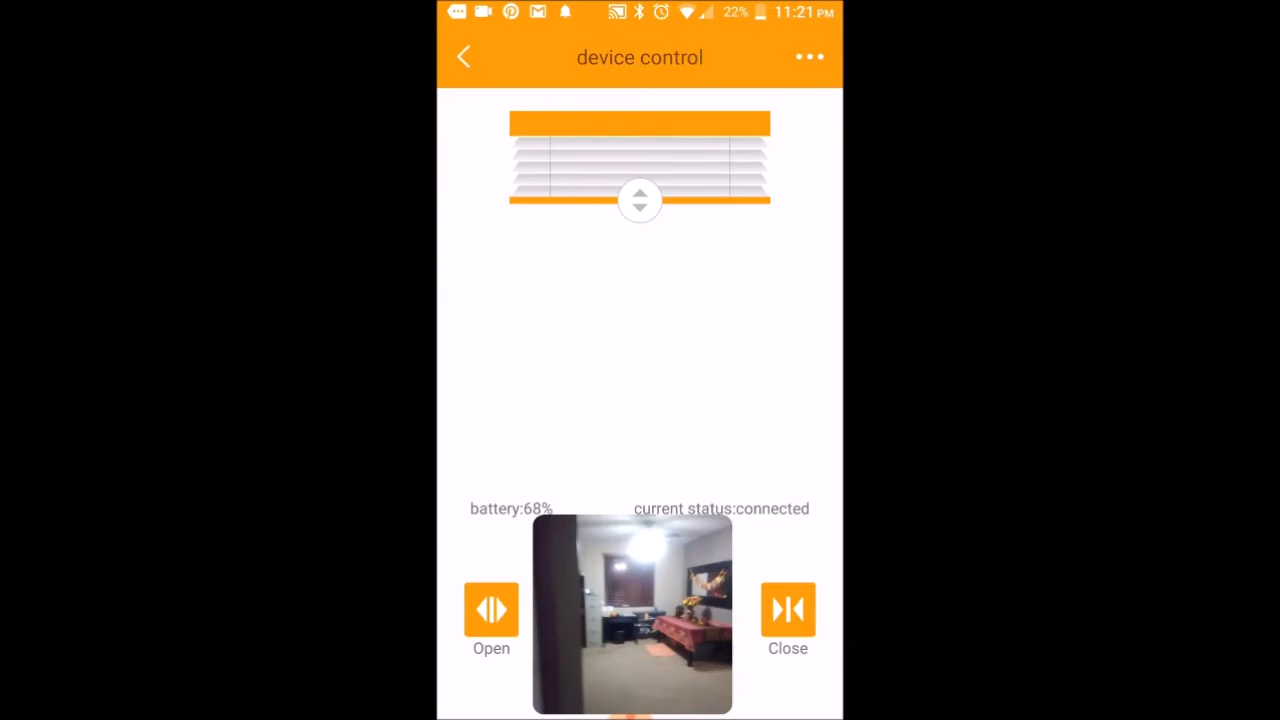 22% 11:21 PM
device control
battery:68% current status:connected
Open Close